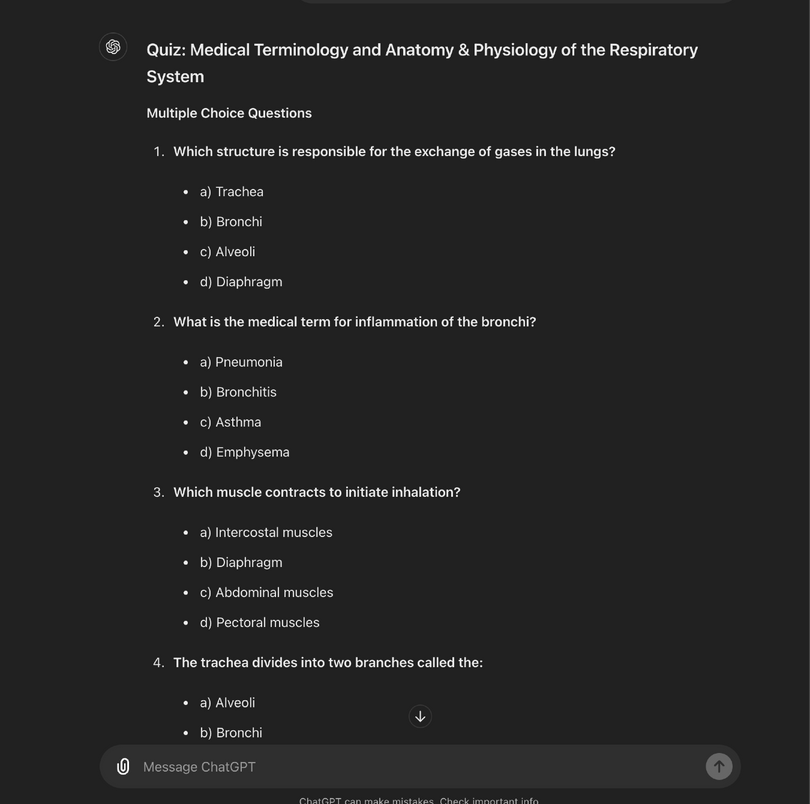 Quiz: Medical Terminology and Anatomy & Physiology of the Respiratory
System
Multiple Choice Questions
1. Which structure is responsible for the exchange of gases in the lungs?
• a) Trachea
• b) Bronchi
• c) Alveoli
• d) Diaphragm
2. What is the medical term for inflammation of the bronchi?
• a) Pneumonia
• b) Bronchitis
• c) Asthma
• d) Emphysema
3. Which muscle contracts to initiate inhalation?
• a) Intercostal muscles
• b) Diaphragm
• c) Abdominal muscles
• d) Pectoral muscles
4. The trachea divides into two branches called the:
• a) Alveoli
• b) Bronchi
Message ChatGPT
ChatGPT can make mistakes. Check important info.